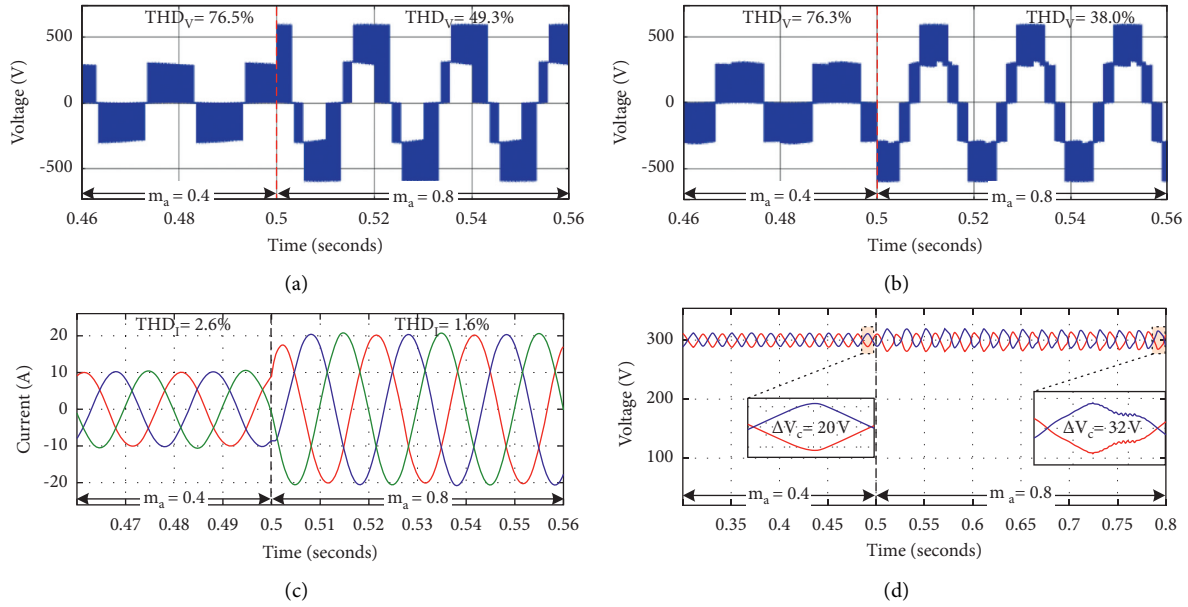 THD_V = 76.5% THD_V = 49.3%
500
0
-500
Voltage (V)
m_a = 0.4 m_a = 0.8
0.46 0.48 0.5 0.52 0.54 0.56
Time (seconds)
(a)
THD_V = 76.3% THD_V = 38.0%
500
0
-500
Voltage (V)
m_a = 0.4 m_a = 0.8
0.46 0.48 0.5 0.52 0.54 0.56
Time (seconds)
(b)
THD_I = 2.6% THD_I = 1.6%
20
10
0
-10
-20
Current (A)
m_a = 0.4 m_a = 0.8
0.47 0.48 0.49 0.5 0.51 0.52 0.53 0.54 0.55 0.56
Time (seconds)
(c)
300
200
100
Voltage (V)
ΔV_c = 20V ΔV_c = 32V
m_a = 0.4 m_a = 0.8
0.35 0.4 0.45 0.5 0.55 0.6 0.65 0.7 0.75 0.8
Time (seconds)
(d)